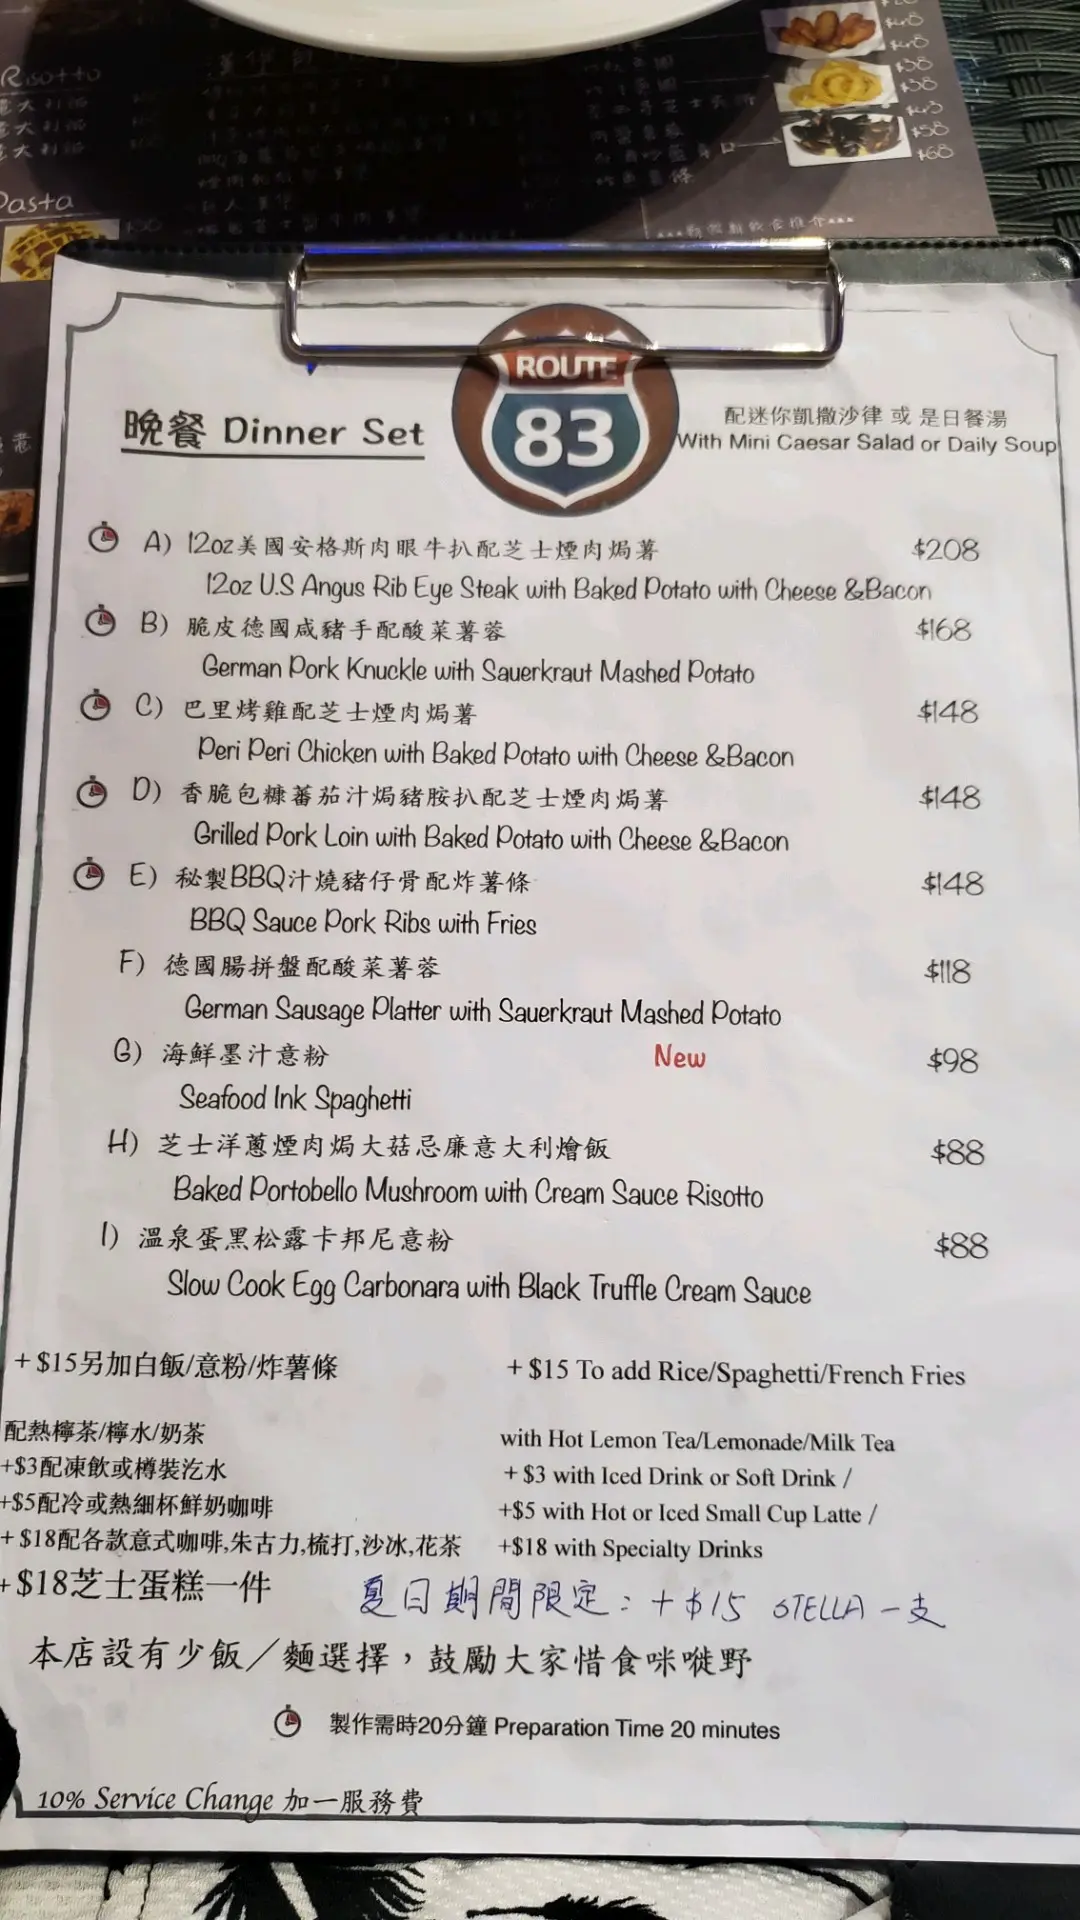 Risotto
意大利飯
大利飯
意大利飯
Pasta
$38
$38
$58
$68
ROUTE
83
晚餐 Dinner Set
配迷你凱撒沙律 或 是日餐湯
With Mini Caesar Salad or Daily Soup
A) 12oz美國安格斯肉眼牛扒配芝士煙肉焗薯 $208
12oz U.S Angus Rib Eye Steak with Baked Potato with Cheese &Bacon
B) 脆皮德國咸豬手配酸菜薯蓉 $168
German Pork Knuckle with Sauerkraut Mashed Potato
C) 巴里烤雞配芝士煙肉焗薯 $148
Peri Peri Chicken with Baked Potato with Cheese &Bacon
D) 香脆包糠蕃茄汁焗豬胺扒配芝士煙肉焗薯 $148
Grilled Pork Loin with Baked Potato with Cheese &Bacon
E) 秘製BBQ汁燒豬仔骨配炸薯條 $148
BBQ Sauce Pork Ribs with Fries
F) 德國腸拼盤配酸菜薯蓉 $118
German Sausage Platter with Sauerkraut Mashed Potato
G) 海鮮墨汁意粉 New $98
Seafood Ink Spaghetti
H) 芝士洋蔥煙肉焗大菇忌廉意大利燴飯 $88
Baked Portobello Mushroom with Cream Sauce Risotto
I) 溫泉蛋黑松露卡邦尼意粉 $88
Slow Cook Egg Carbonara with Black Truffle Cream Sauce
+ $15另加白飯/意粉/炸薯條 + $15 To add Rice/Spaghetti/French Fries
配熱檸茶/檸水/奶茶 with Hot Lemon Tea/Lemonade/Milk Tea
+$3配凍飲或樽裝汽水 + $3 with Iced Drink or Soft Drink /
+$5配冷或熱細杯鮮奶咖啡 +$5 with Hot or Iced Small Cup Latte /
+ $18配各款意式咖啡,朱古力,梳打,沙冰,花茶 +$18 with Specialty Drinks
+$18芝士蛋糕一件
夏日期間限定: + $15 STELLA 一支
本店設有少飯／麵選擇，鼓勵大家惜食咪嘥野
製作需時20分鐘 Preparation Time 20 minutes
10% Service Change 加一服務費